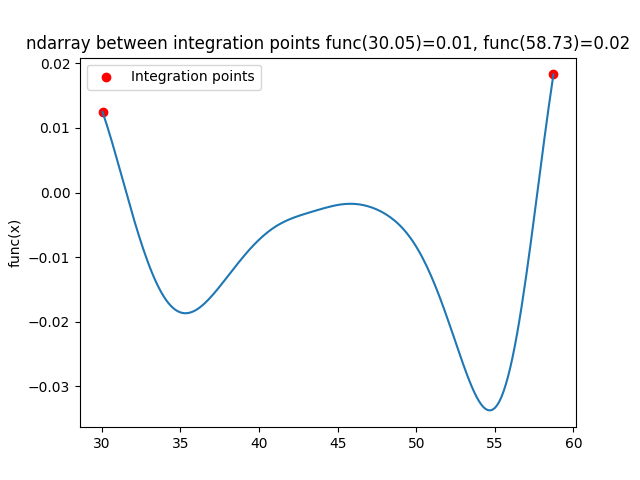 ndarray between integration points func(30.05)=0.01, func(58.73)=0.02
Integration points
func(x)
0.02
0.01
0.00
−0.01
−0.02
−0.03
30 35 40 45 50 55 60